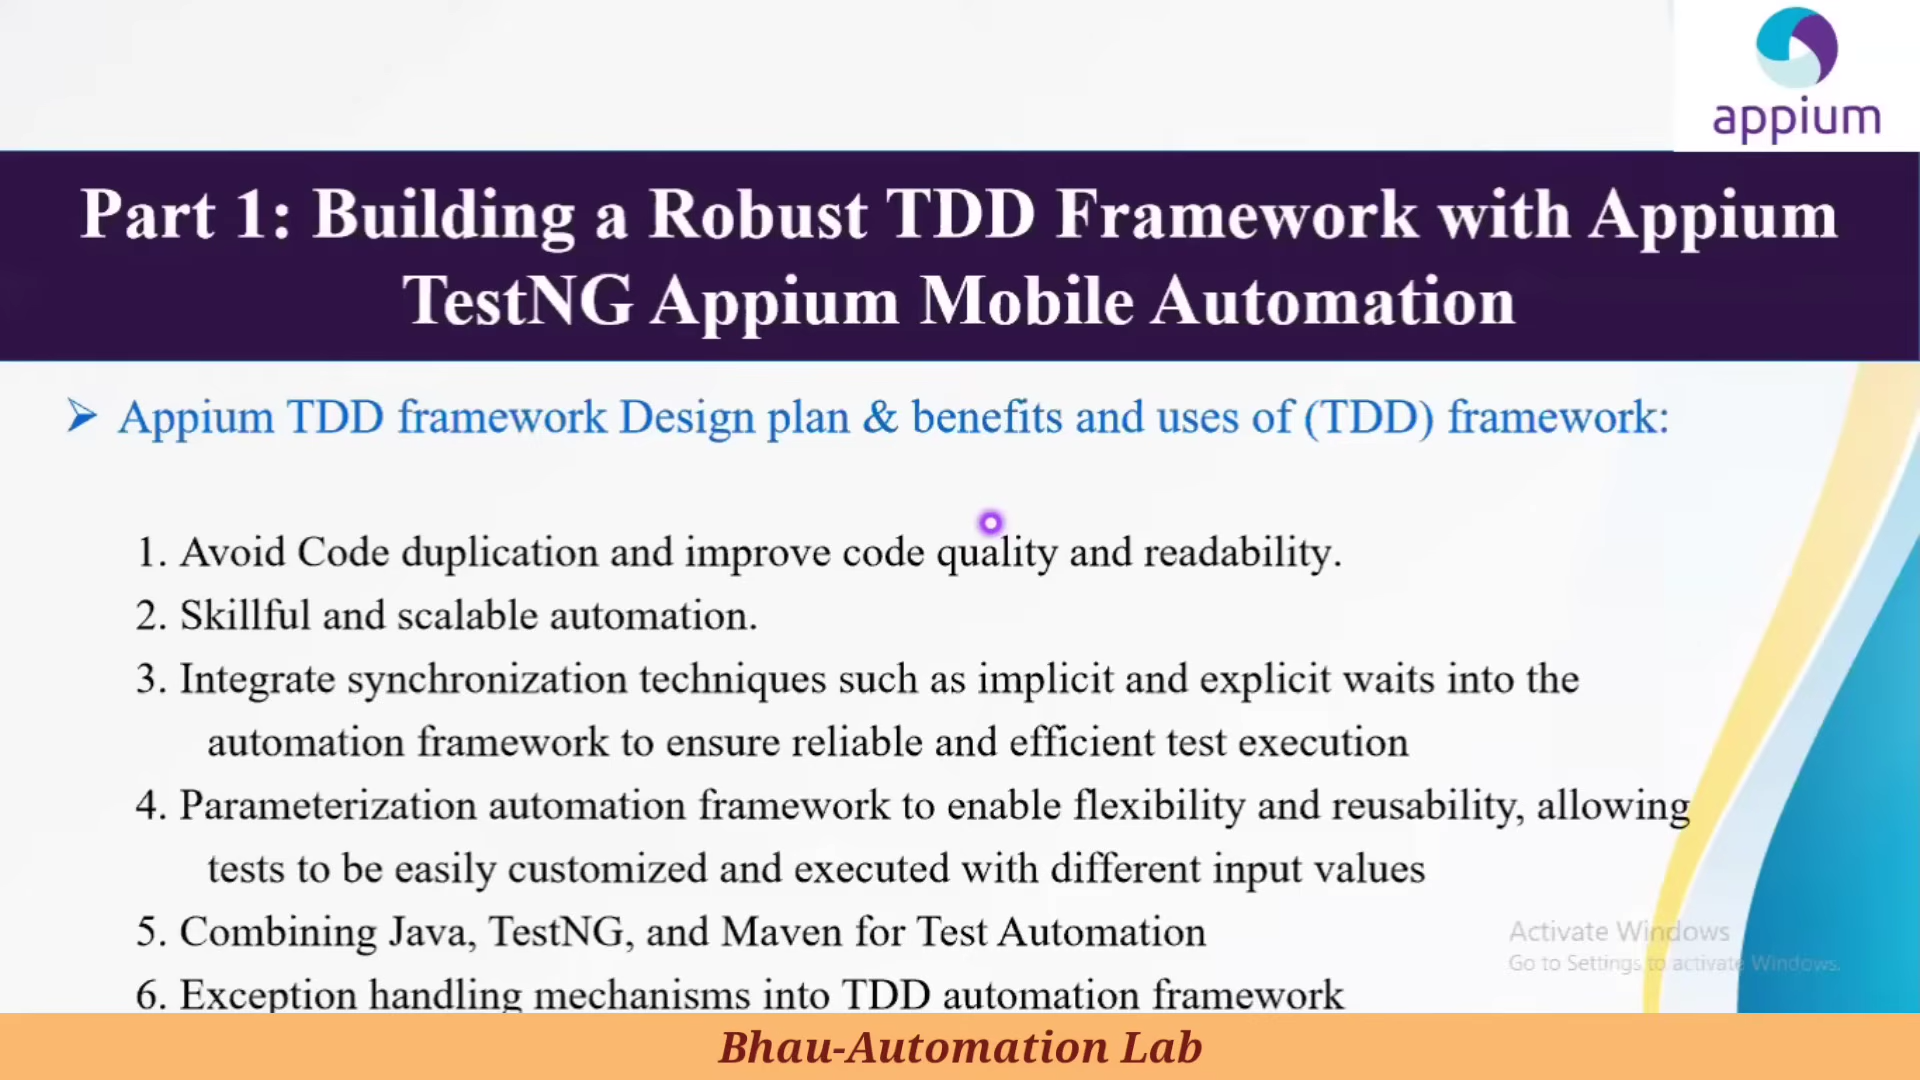 appium
Part 1: Building a Robust TDD Framework with Appium
TestNG Appium Mobile Automation
➢ Appium TDD framework Design plan & benefits and uses of (TDD) framework:
1. Avoid Code duplication and improve code quality and readability.
2. Skillful and scalable automation.
3. Integrate synchronization techniques such as implicit and explicit waits into the
automation framework to ensure reliable and efficient test execution
4. Parameterization automation framework to enable flexibility and reusability, allowing
tests to be easily customized and executed with different input values
5. Combining Java, TestNG, and Maven for Test Automation
6. Exception handling mechanisms into TDD automation framework
Activate Windows
Go to Settings to activate Windows.
Bhau-Automation Lab